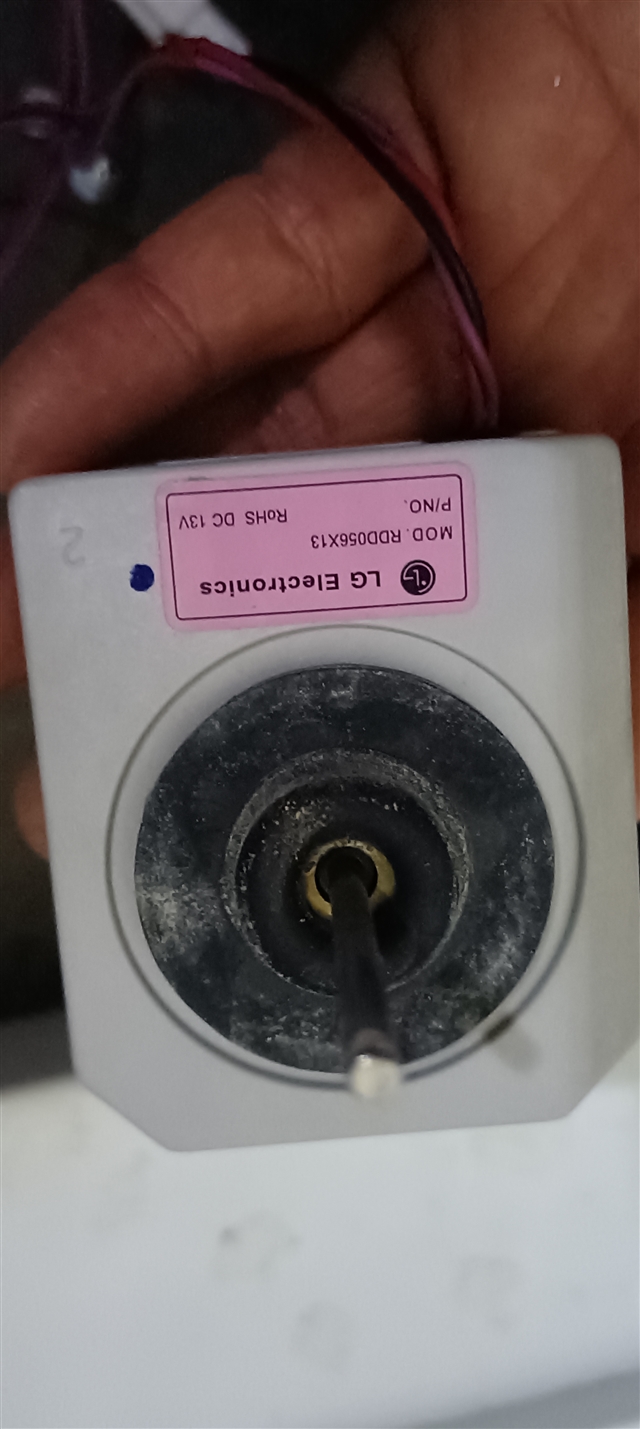 LG Electronics
MOD. RDD056X13
P/NO. RoHS DC 13V
2